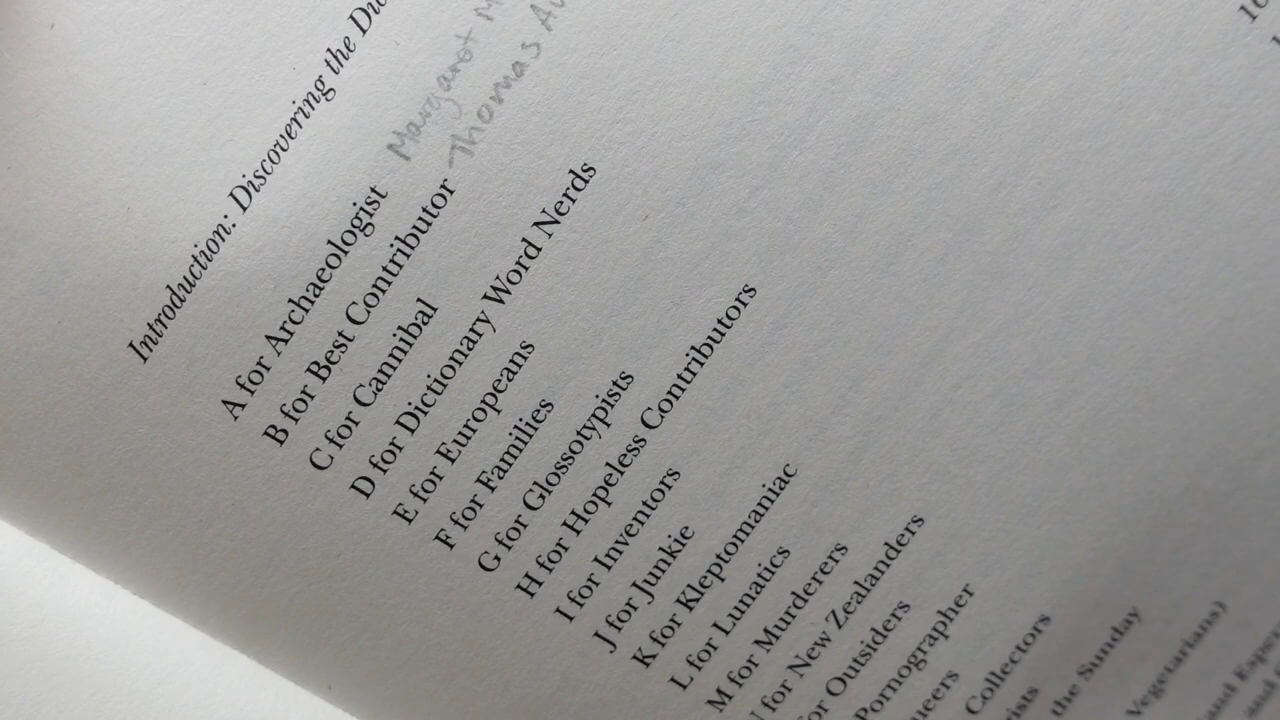 Introduction: Discovering the
A for Archaeologist Margaret
B for Best Contributor Thomas
C for Cannibal
D for Dictionary Word Nerds
E for Europeans
F for Families
G for Glossotypists
H for Hopeless Contributors
I for Inventors
J for Junkie
K for Kleptomaniac
L for Lunatics
M for Murderers
for New Zealanders
for Outsiders
Pornographer
Collectors
the Sunday
Vegetarians)
and